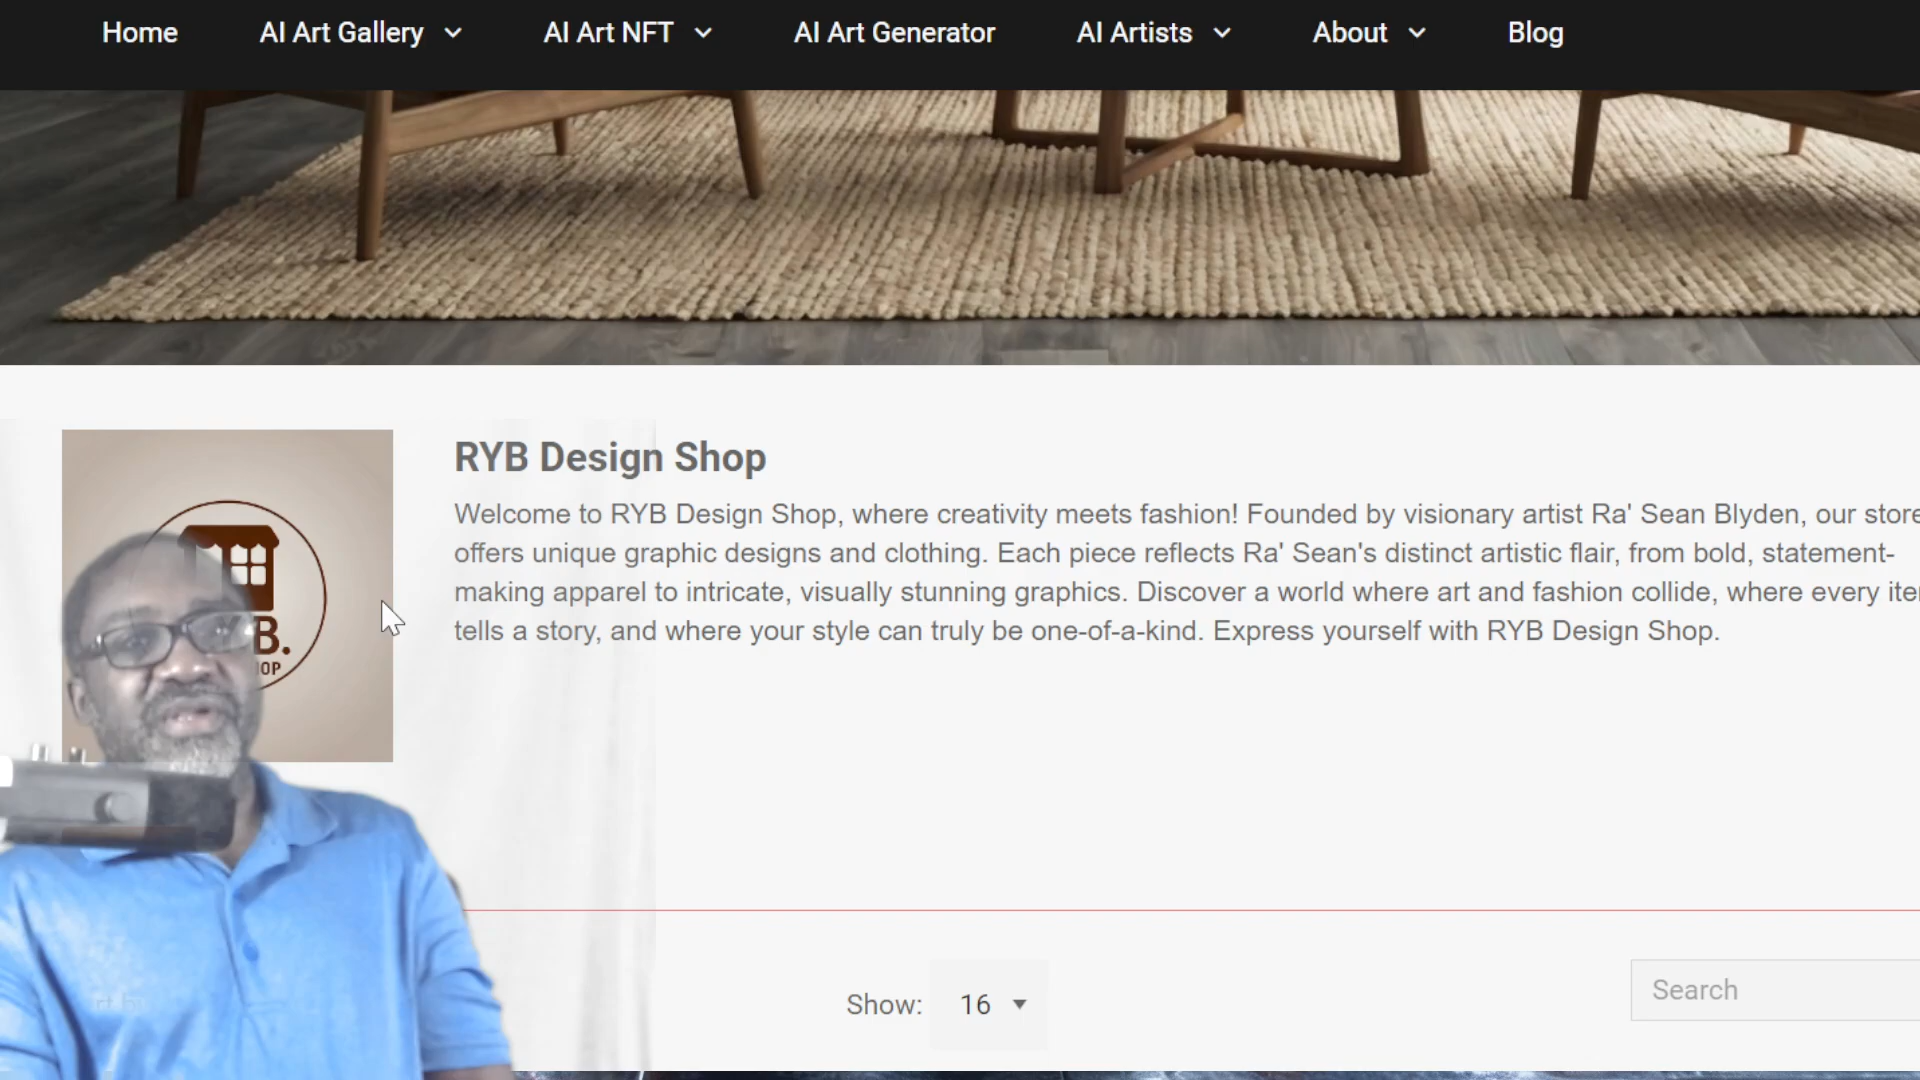 Home AI Art Gallery AI Art NFT AI Art Generator AI Artists About Blog
RYB Design Shop
Welcome to RYB Design Shop, where creativity meets fashion! Founded by visionary artist Ra' Sean Blyden, our store
offers unique graphic designs and clothing. Each piece reflects Ra' Sean's distinct artistic flair, from bold, statement-
making apparel to intricate, visually stunning graphics. Discover a world where art and fashion collide, where every
tells a story, and where your style can truly be one-of-a-kind. Express yourself with RYB Design Shop.
B.
Show: 16
Search